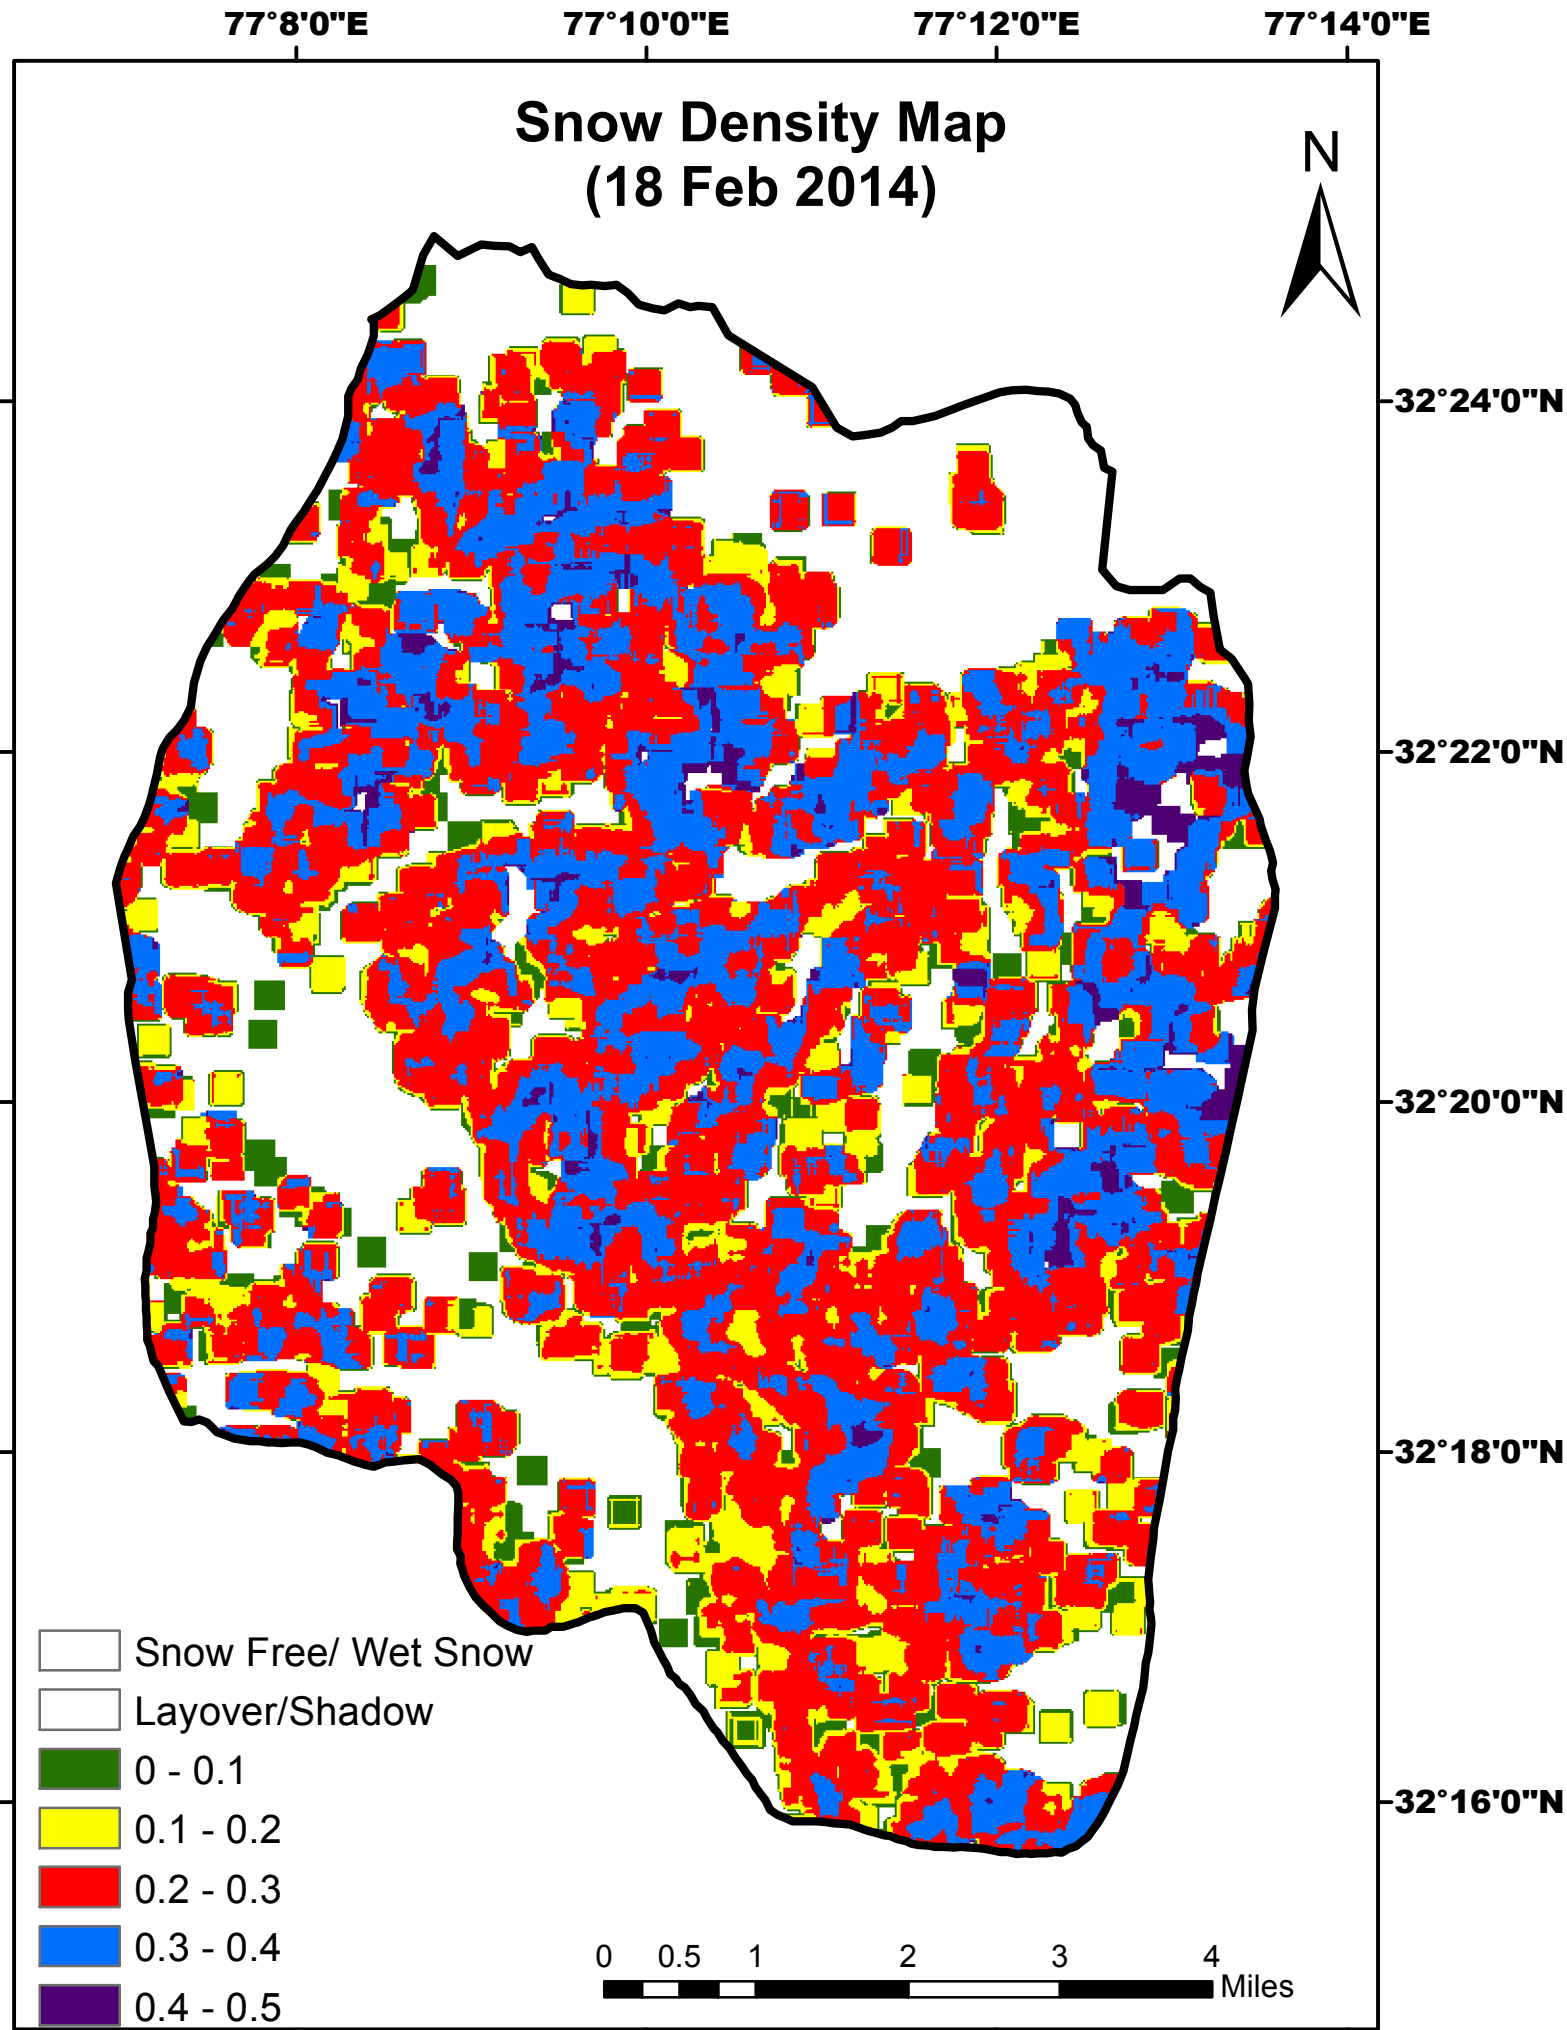 77°8'0"E 77°10'0"E 77°12'0"E 77°14'0"E
Snow Density Map
(18 Feb 2014)
N
32°24'0"N
32°22'0"N
32°20'0"N
32°18'0"N
32°16'0"N
Snow Free/ Wet Snow
Layover/Shadow
0 - 0.1
0.1 - 0.2
0.2 - 0.3
0.3 - 0.4
0.4 - 0.5
0 0.5 1 2 3 4
Miles